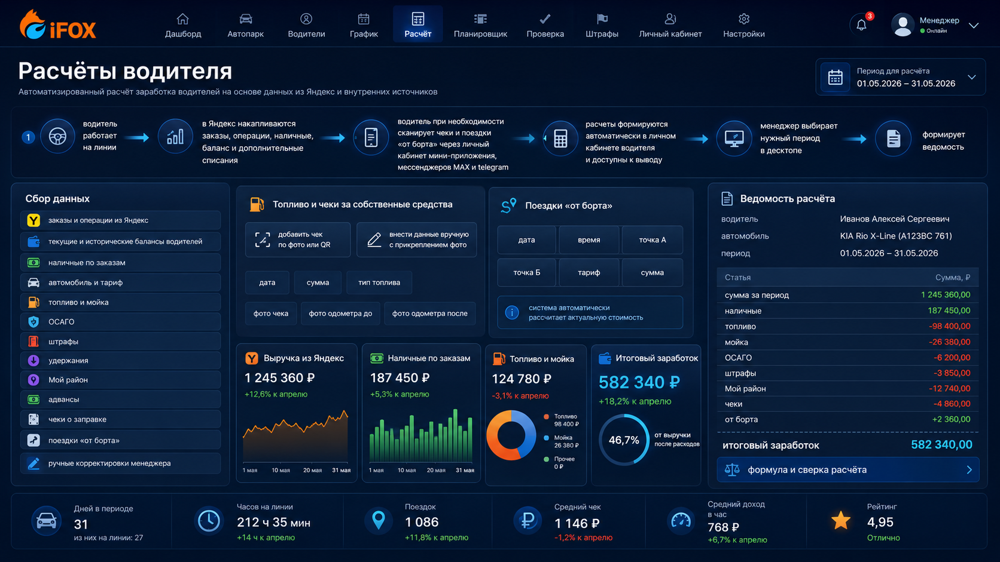 iFOX
Дашборд
Автопарк
Водители
График
Расчёт
Планировщик
Проверка
Штрафы
Личный кабинет
Настройки
3
Менеджер
Онлайн
Расчёты водителя
Автоматизированный расчёт заработка водителей на основе данных из Яндекс и внутренних источников
Период для расчёта
01.05.2026 – 31.05.2026
1
водитель
работает
на линии
в Яндекс накапливаются
заказы, операции, наличные,
баланс и дополнительные
списания
водитель при необходимости
сканирует чеки и поездки
«от борта» через личный
кабинет мини-приложения,
мессенджеров MAX и telegram
расчеты формируются
автоматически в личном
кабинете водителя
и доступны к выводу
менеджер выбирает
нужный период
в десктопе
формирует
ведомость
Сбор данных
заказы и операции из Яндекс
текущие и исторические балансы водителей
наличные по заказам
автомобиль и тариф
топливо и мойка
ОСАГО
штрафы
удержания
Мой район
адвансы
чеки о заправке
поездки «от борта»
ручные корректировки менеджера
Топливо и чеки за собственные средства
добавить чек
по фото или QR
внести данные вручную
с прикреплением фото
дата
сумма
тип топлива
фото чека
фото одометра до
фото одометра после
Поездки «от борта»
дата
время
точка А
точка Б
тариф
сумма
система автоматически
рассчитает актуальную стоимость
Выручка из Яндекс
1 245 360 ₽
+12,6% к апрелю
1 мая
10 мая
20 мая
31 мая
Наличные по заказам
187 450 ₽
+5,3% к апрелю
1 мая
10 мая
20 мая
31 мая
Топливо и мойка
124 780 ₽
-3,1% к апрелю
Топливо
98 400 ₽
Мойка
26 380 ₽
Прочее
0 ₽
Итоговый заработок
582 340 ₽
+18,2% к апрелю
46,7%
от выручки
после расходов
Ведомость расчёта
водитель Иванов Алексей Сергеевич
автомобиль KIA Rio X-Line (А123ВС 761)
период 01.05.2026 – 31.05.2026
Статья Сумма, ₽
сумма за период 1 245 360,00
наличные 187 450,00
топливо -98 400,00
мойка -26 380,00
ОСАГО -6 200,00
штрафы -3 850,00
Мой район -12 740,00
чеки -4 860,00
от борта +2 360,00
итоговый заработок 582 340,00
формула и сверка расчёта
Дней в периоде
31
из них на линии: 27
Часов на линии
212 ч 35 мин
+14 ч к апрелю
Поездок
1 086
+11,8% к апрелю
Средний чек
1 146 ₽
-1,2% к апрелю
Средний доход
в час
768 ₽
+6,7% к апрелю
Рейтинг
4,95
Отлично